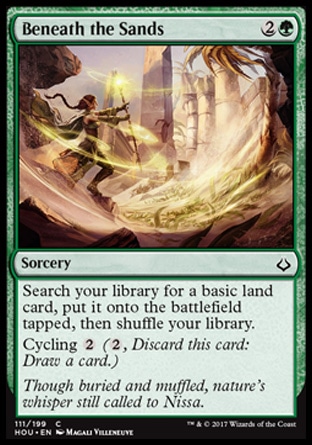 Beneath the Sands 2
Sorcery
Search your library for a basic land
card, put it onto the battlefield
tapped, then shuffle your library.
Cycling 2 (2, Discard this card:
Draw a card.)
Though buried and muffled, nature's
whisper still called to Nissa.
111/199 C
HOU • EN Magali Villeneuve
™ & © 2017 Wizards of the Coast